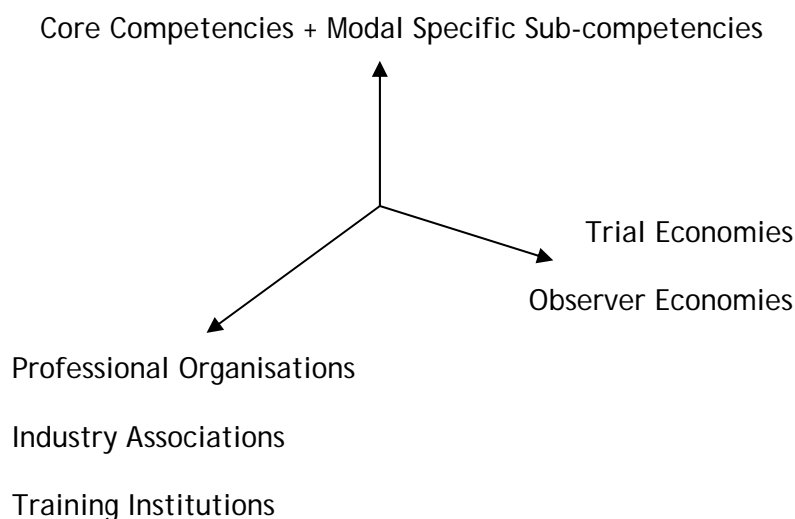 Core Competencies + Modal Specific Sub-competencies
Trial Economies
Observer Economies
Professional Organisations
Industry Associations
Training Institutions